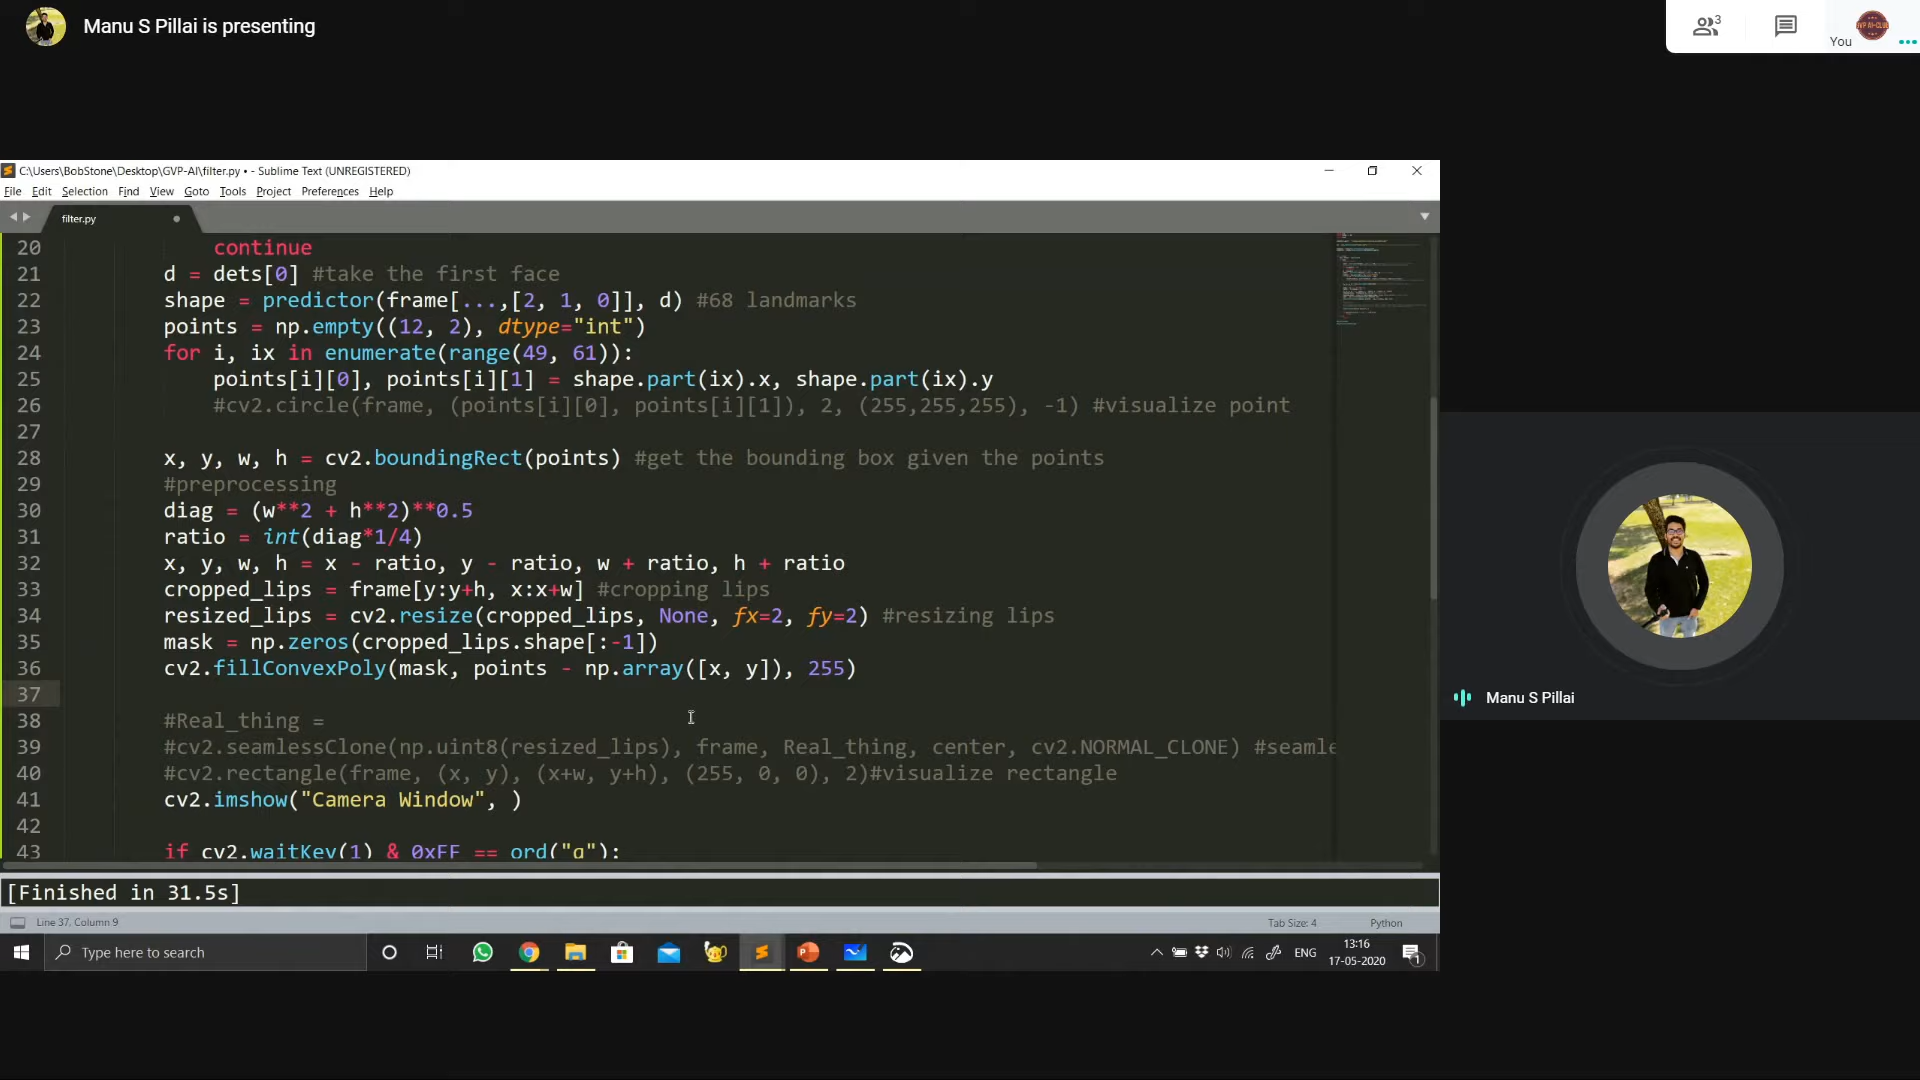 Manu S Pillai is presenting
3
You
C:\Users\BobStone\Desktop\GVP-AI\filter.py • - Sublime Text (UNREGISTERED)
File Edit Selection Find View Goto Tools Project Preferences Help
filter.py
20 continue
21 d = dets[0] #take the first face
22 shape = predictor(frame[...,[2, 1, 0]], d) #68 landmarks
23 points = np.empty((12, 2), dtype="int")
24 for i, ix in enumerate(range(49, 61)):
25 points[i][0], points[i][1] = shape.part(ix).x, shape.part(ix).y
26 #cv2.circle(frame, (points[i][0], points[i][1]), 2, (255,255,255), -1) #visualize point
27
28 x, y, w, h = cv2.boundingRect(points) #get the bounding box given the points
29 #preprocessing
30 diag = (w**2 + h**2)**0.5
31 ratio = int(diag*1/4)
32 x, y, w, h = x - ratio, y - ratio, w + ratio, h + ratio
33 cropped_lips = frame[y:y+h, x:x+w] #cropping lips
34 resized_lips = cv2.resize(cropped_lips, None, fx=2, fy=2) #resizing lips
35 mask = np.zeros(cropped_lips.shape[:-1])
36 cv2.fillConvexPoly(mask, points - np.array([x, y]), 255)
37
38 #Real_thing =
39 #cv2.seamlessClone(np.uint8(resized_lips), frame, Real_thing, center, cv2.NORMAL_CLONE) #seamle
40 #cv2.rectangle(frame, (x, y), (x+w, y+h), (255, 0, 0), 2)#visualize rectangle
41 cv2.imshow("Camera Window", )
42
43 if cv2.waitKey(1) & 0xFF == ord("q"):
Manu S Pillai
[Finished in 31.5s]
Line 37, Column 9 Tab Size: 4 Python
Type here to search
ENG
13:16
17-05-2020
1